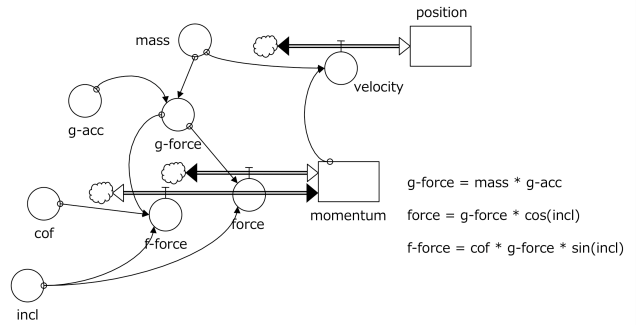 position
mass
velocity
g-acc
g-force
momentum
force
cof
f-force
incl
g-force = mass * g-acc
force = g-force * cos(incl)
f-force = cof * g-force * sin(incl)